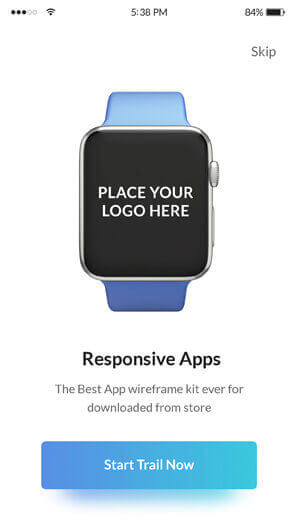 5:38 PM 84%
Skip
PLACE YOUR
LOGO HERE
Responsive Apps
The Best App wireframe kit ever for
downloaded from store
Start Trail Now